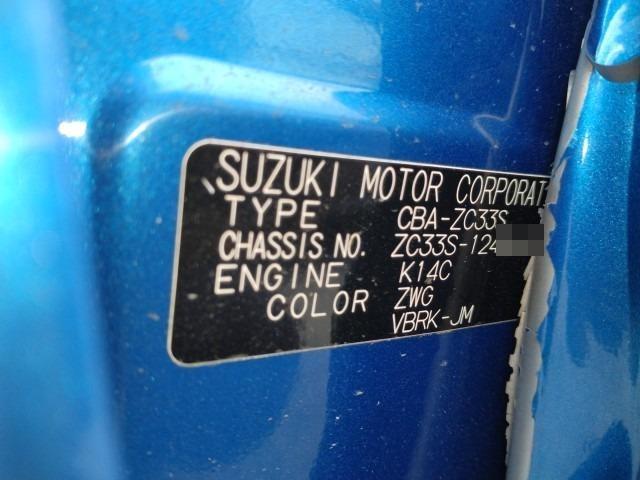 SUZUKI MOTOR CORPORAT
TYPE CBA-ZC33S
CHASSIS NO. ZC33S-124
ENGINE K14C
COLOR ZWG
VBRK-JM